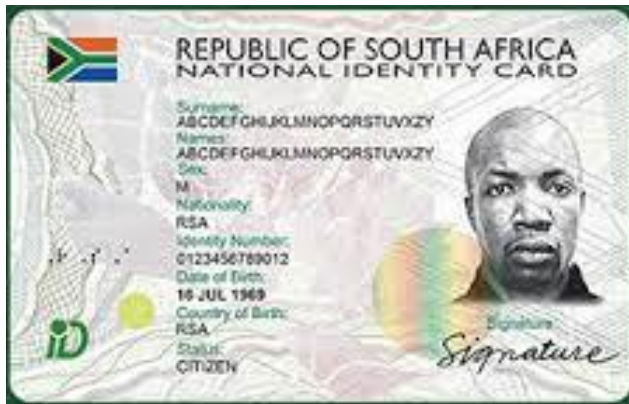 REPUBLIC OF SOUTH AFRICA
NATIONAL IDENTITY CARD
Surname:
ABCDEFGHIJKLMNOPQRSTUVXZY
Names:
ABCDEFGHIJKLMNOPQRSTUVXZY
Sex:
M
Nationality:
RSA
Identity Number:
0123456789012
Date of Birth:
16 JUL 1969
Country of Birth:
RSA
Status:
CITIZEN
Signature
Signature
iD